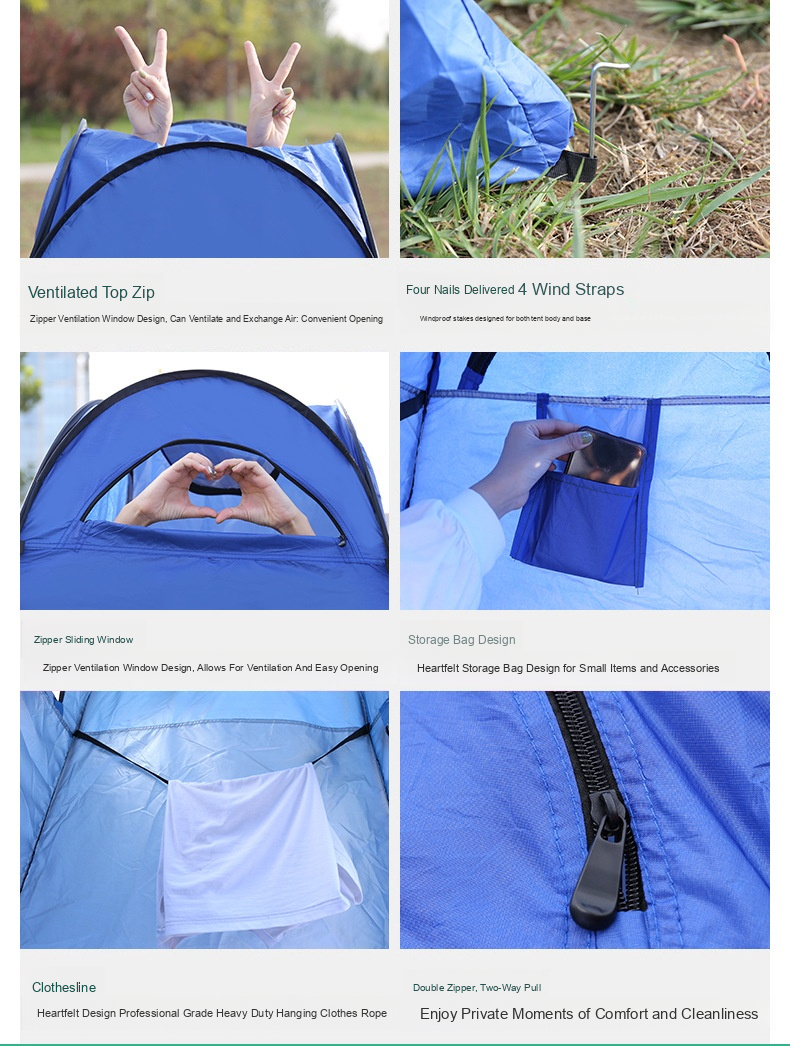 Ventilated Top Zip
Zipper Ventilation Window Design, Can Ventilate and Exchange Air: Convenient Opening
Four Nails Delivered 4 Wind Straps
Windproof stakes designed for both tent body and base
Zipper Sliding Window
Zipper Ventilation Window Design, Allows For Ventilation And Easy Opening
Storage Bag Design
Heartfelt Storage Bag Design for Small Items and Accessories
Clothesline
Heartfelt Design Professional Grade Heavy Duty Hanging Clothes Rope
Double Zipper, Two-Way Pull
Enjoy Private Moments of Comfort and Cleanliness